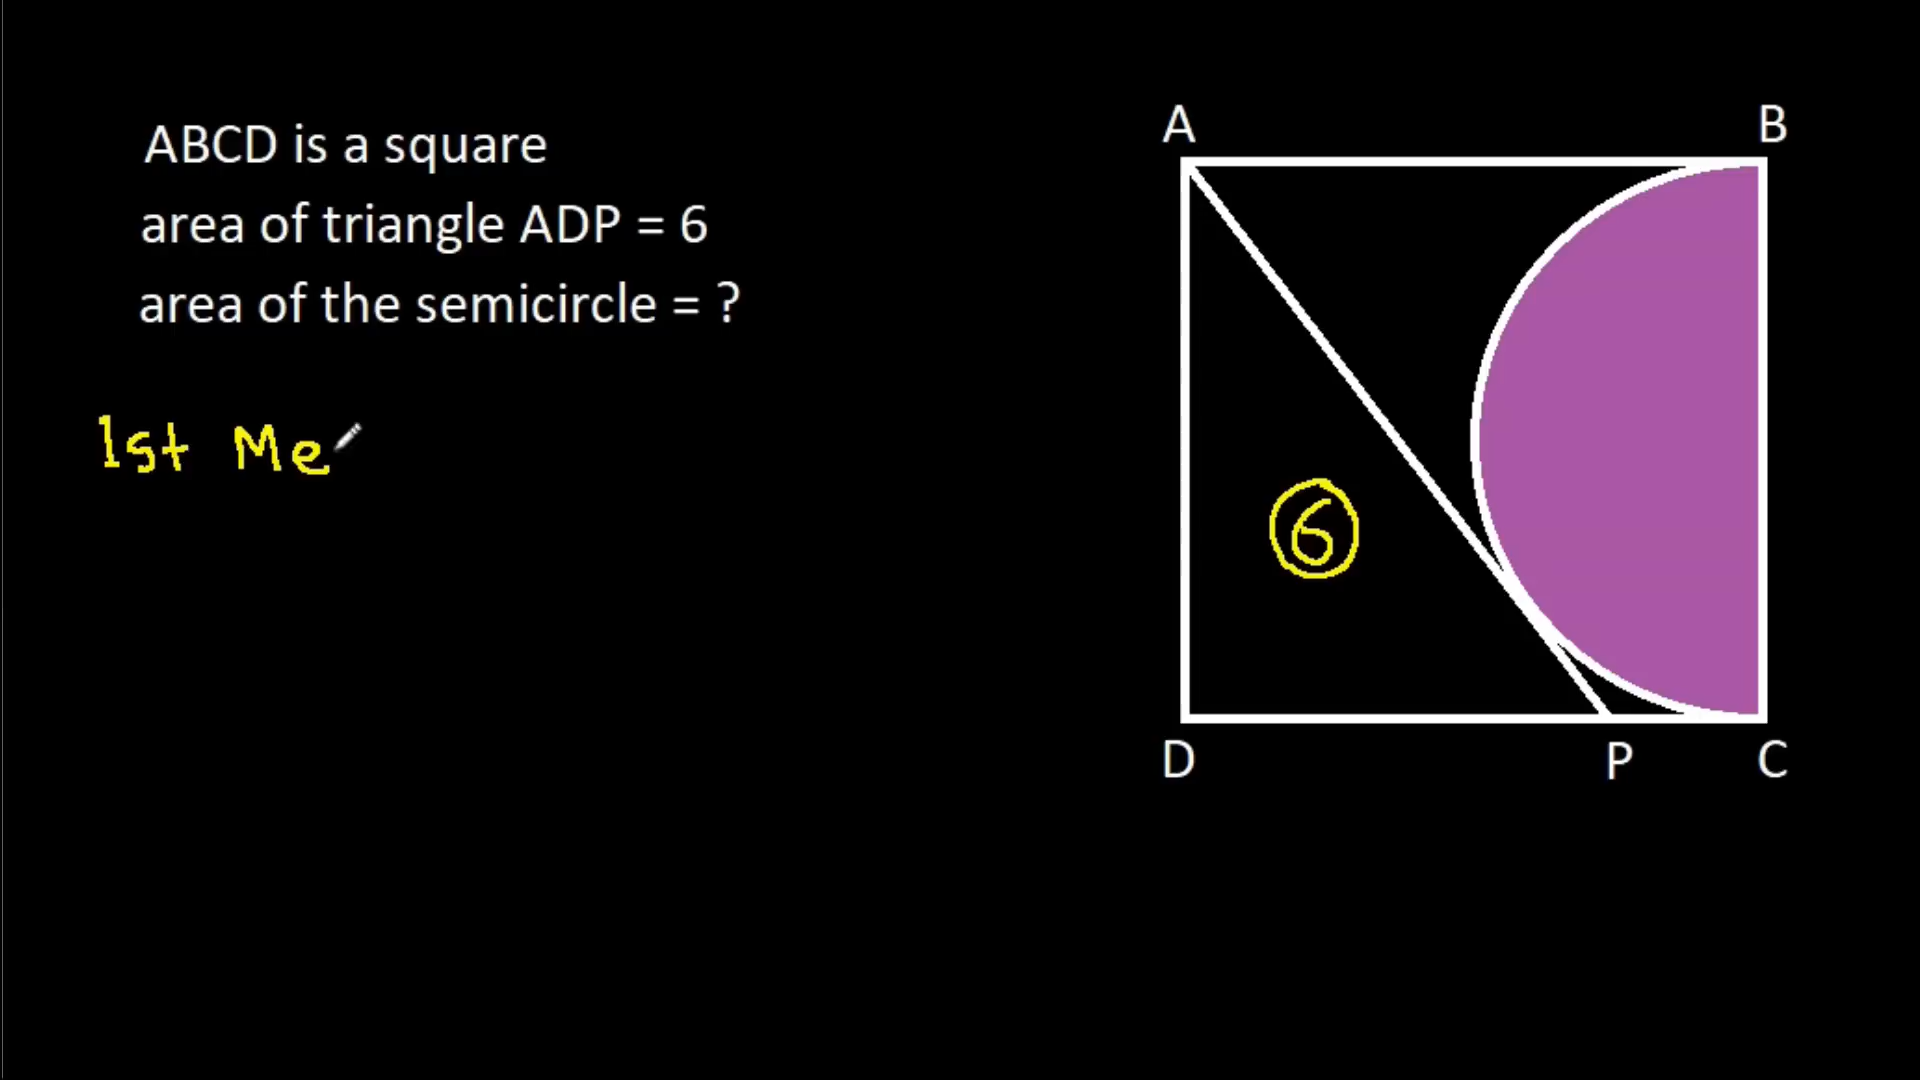 ABCD is a square
area of triangle ADP = 6
area of the semicircle = ?
1st Me
A
B
6
D
P
C